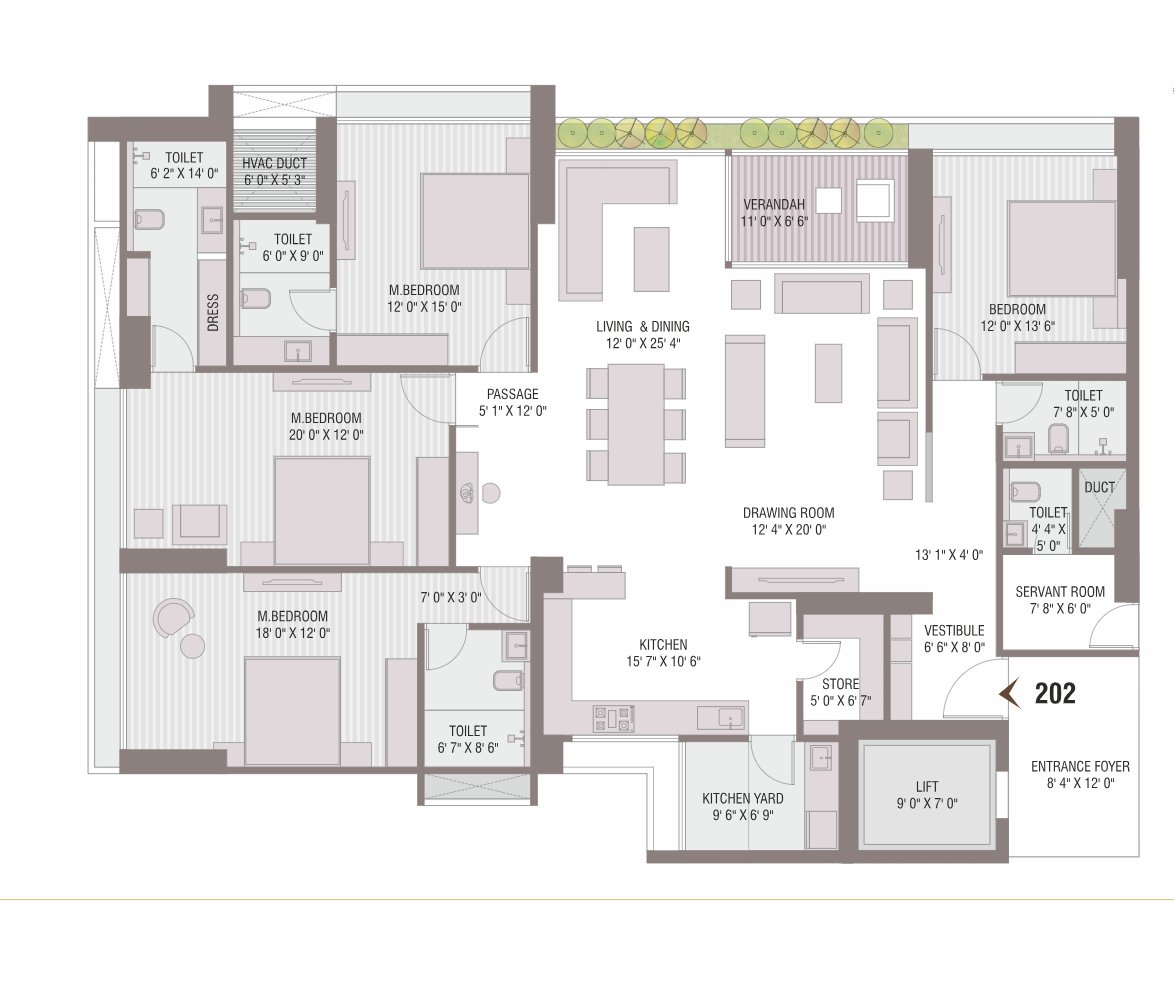 TOILET
6' 2" X 14' 0"
HVAC DUCT
6' 0" X 5' 3"
TOILET
6' 0" X 9' 0"
DRESS
M.BEDROOM
12' 0" X 15' 0"
VERANDAH
11' 0" X 6' 6"
LIVING & DINING
12' 0" X 25' 4"
BEDROOM
12' 0" X 13' 6"
PASSAGE
5' 1" X 12' 0"
TOILET
7' 8" X 5' 0"
M.BEDROOM
20' 0" X 12' 0"
DUCT
TOILET
4' 4" X
5' 0"
DRAWING ROOM
12' 4" X 20' 0"
13' 1" X 4' 0"
SERVANT ROOM
7' 8" X 6' 0"
7' 0" X 3' 0"
M.BEDROOM
18' 0" X 12' 0"
VESTIBULE
6' 6" X 8' 0"
KITCHEN
15' 7" X 10' 6"
STORE
5' 0" X 6' 7"
202
TOILET
6' 7" X 8' 6"
ENTRANCE FOYER
8' 4" X 12' 0"
LIFT
9' 0" X 7' 0"
KITCHEN YARD
9' 6" X 6' 9"